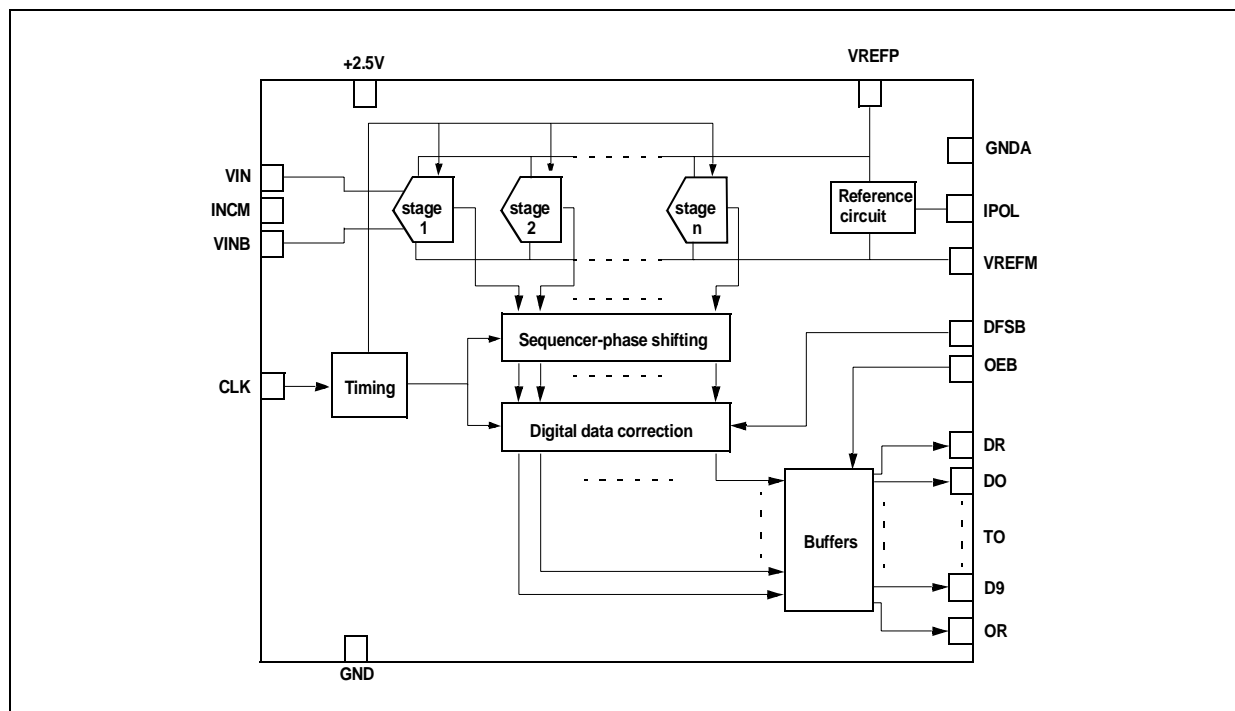 +2.5V
VREFP
GNDA
VIN
INCM
VINB
stage
1
stage
2
stage
n
Reference
circuit
IPOL
VREFM
Sequencer-phase shifting
DFSB
OEB
CLK
Timing
Digital data correction
DR
DO
TO
Buffers
D9
OR
GND